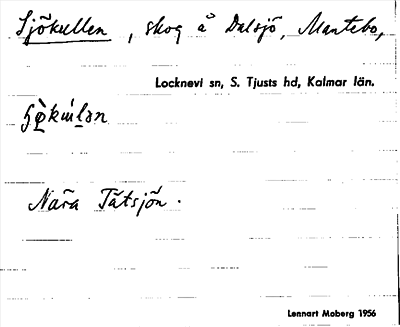 Sjökullen, skog å Dalsjö, Mantebo,
Locknevi sn, S. Tjusts hd, Kalmar län.
Nära Tätsjön.
Lennart Moberg 1956